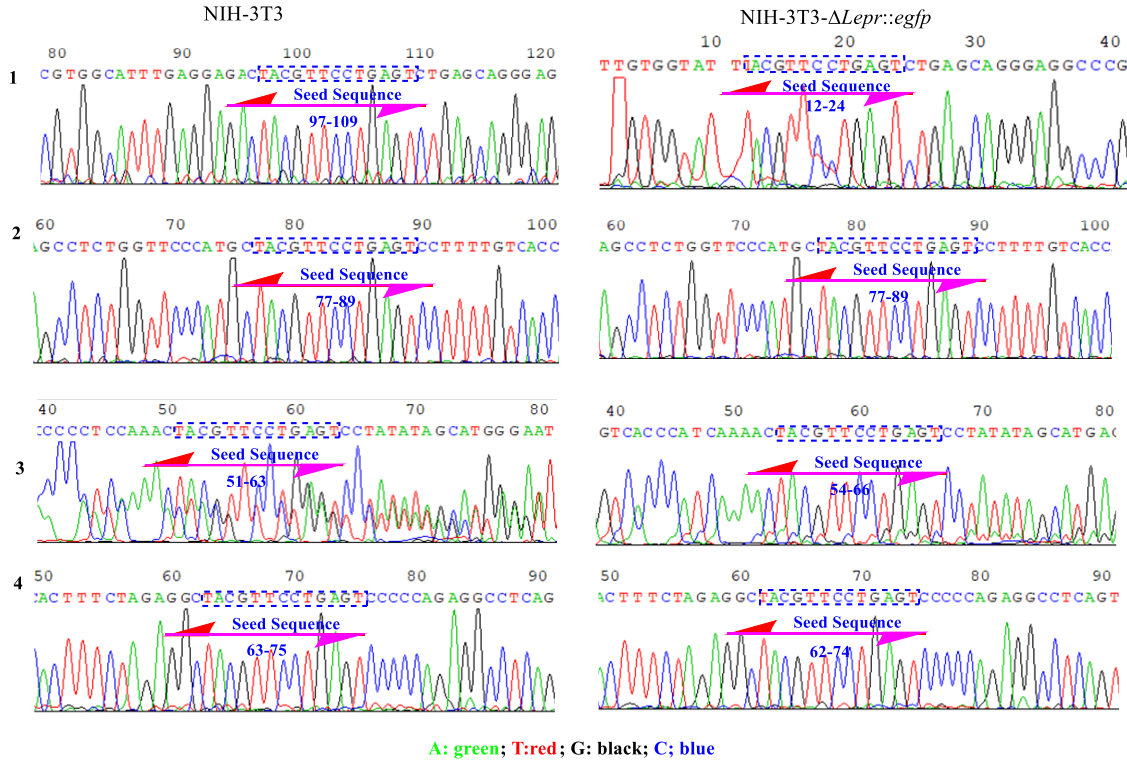 NIH-3T3
NIH-3T3-ΔLepr::egfp
80 90 100 110 120
10 20 30 40
1
CGTGGCATTTGAGGAGACTACGTTCCTGAGTCTGAGCAGGGAG
TTGTGGTAT TTACGTTCCTGAGTCTGAGCAGGGAGGCCCG
Seed Sequence
97-109
Seed Sequence
12-24
60 70 80 90 100
60 70 80 90 100
2
AGCCTCTGGTTCCCATGCTACGTTCCTGAGTCCTTTTGTCACC
AGCCTCTGGTTCCCATGCTACGTTCCTGAGTCCTTTTGTCACC
Seed Sequence
77-89
Seed Sequence
77-89
40 50 60 70 80
40 50 60 70 80
3
CCCCCTCCAAACTACGTTCCTGAGTCCTATATAGCATGGGAAT
GTCACCCATCAAAACTACGTTCCTGAGTCCTATATAGCATGAG
Seed Sequence
51-63
Seed Sequence
54-66
50 60 70 80 90
50 60 70 80 90
4
CACTTTCTAGAGGCTACGTTCCTGAGTCCCCCAGAGGCCTCAG
ACTTTCTAGAGGCTACGTTCCTGAGTCCCCCAGAGGCCTCAGT
Seed Sequence
63-75
Seed Sequence
62-74
A: green; T:red; G: black; C; blue